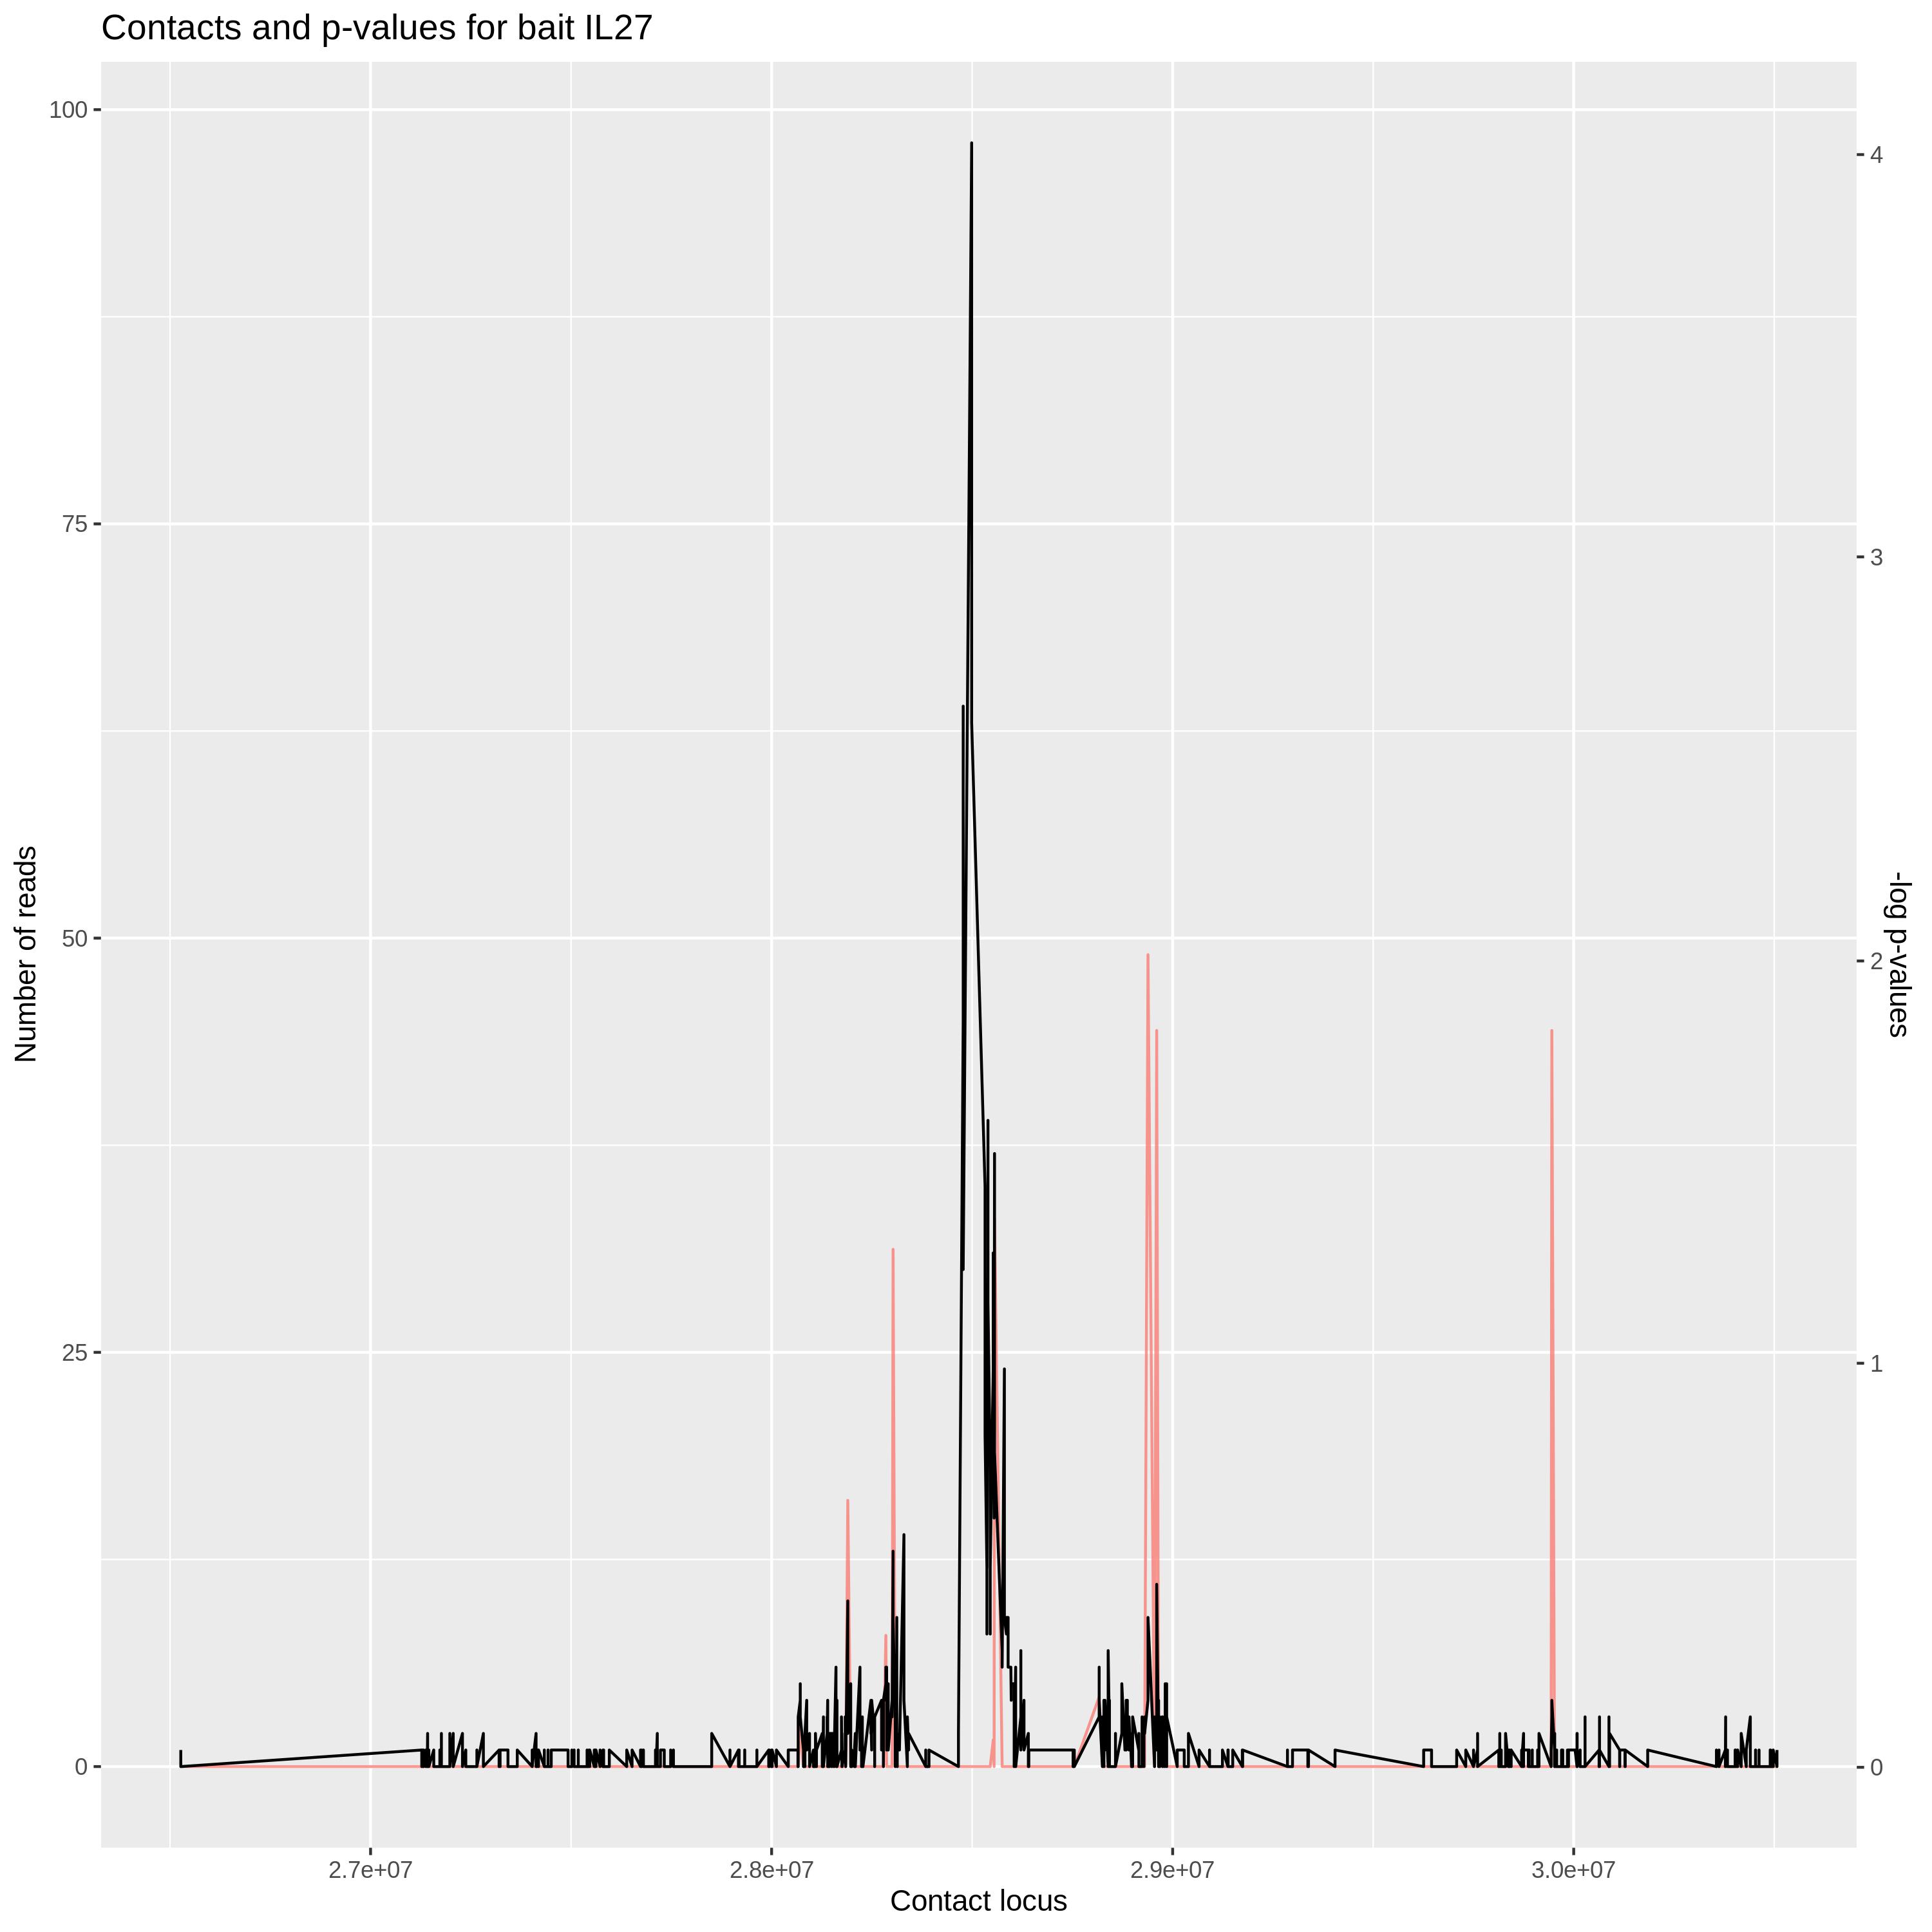 Contacts and p-values for bait IL27
100
75
50
25
0
Number of reads
4
3
2
1
0
-log p-values
2.7e+07 2.8e+07 2.9e+07 3.0e+07
Contact locus